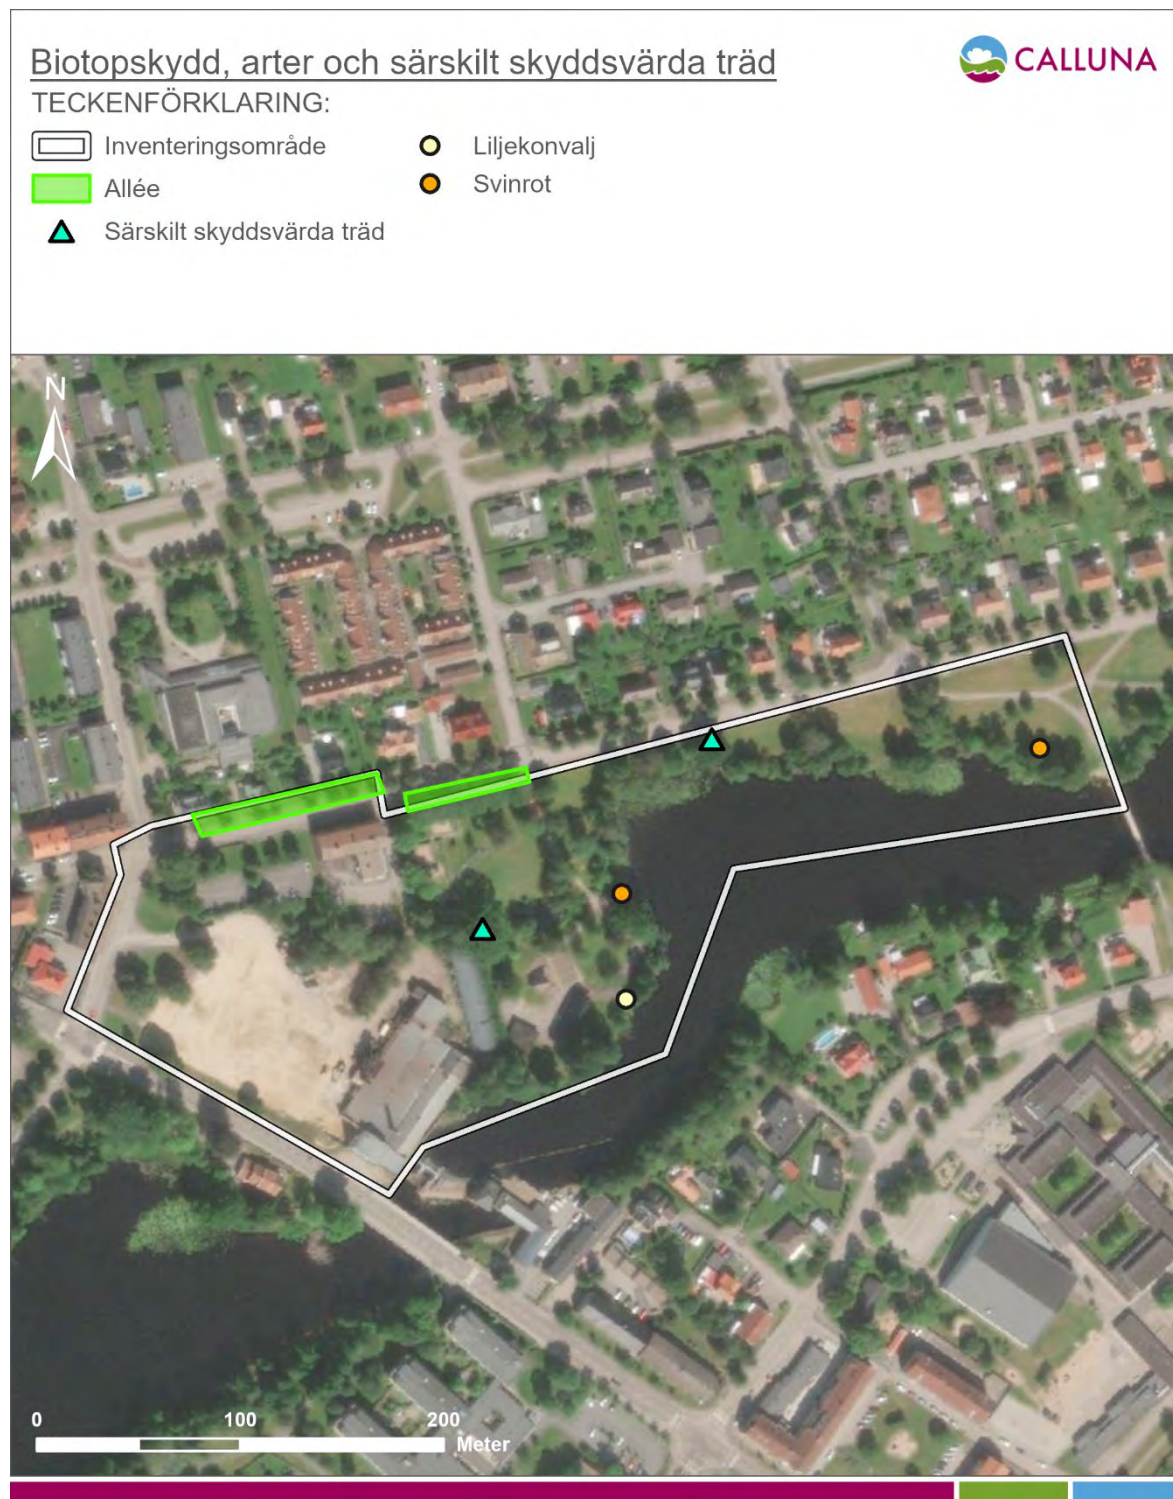 Biotopskydd, arter och särskilt skyddsvärda träd
CALLUNA
TECKENFÖRKLARING:
Inventeringsområde
Liljekonvalj
Allée
Svinrot
Särskilt skyddsvärda träd
N
0 100 200
Meter